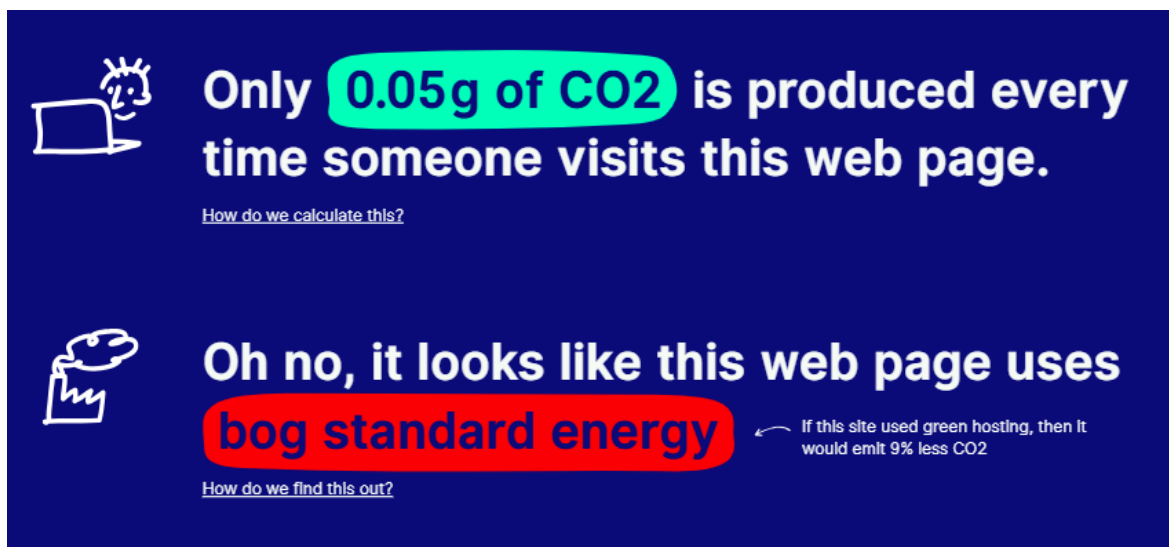 Only 0.05g of CO2 is produced every
time someone visits this web page.
How do we calculate this?
Oh no, it looks like this web page uses
bog standard energy
If this site used green hosting, then it
would emit 9% less CO2
How do we find this out?